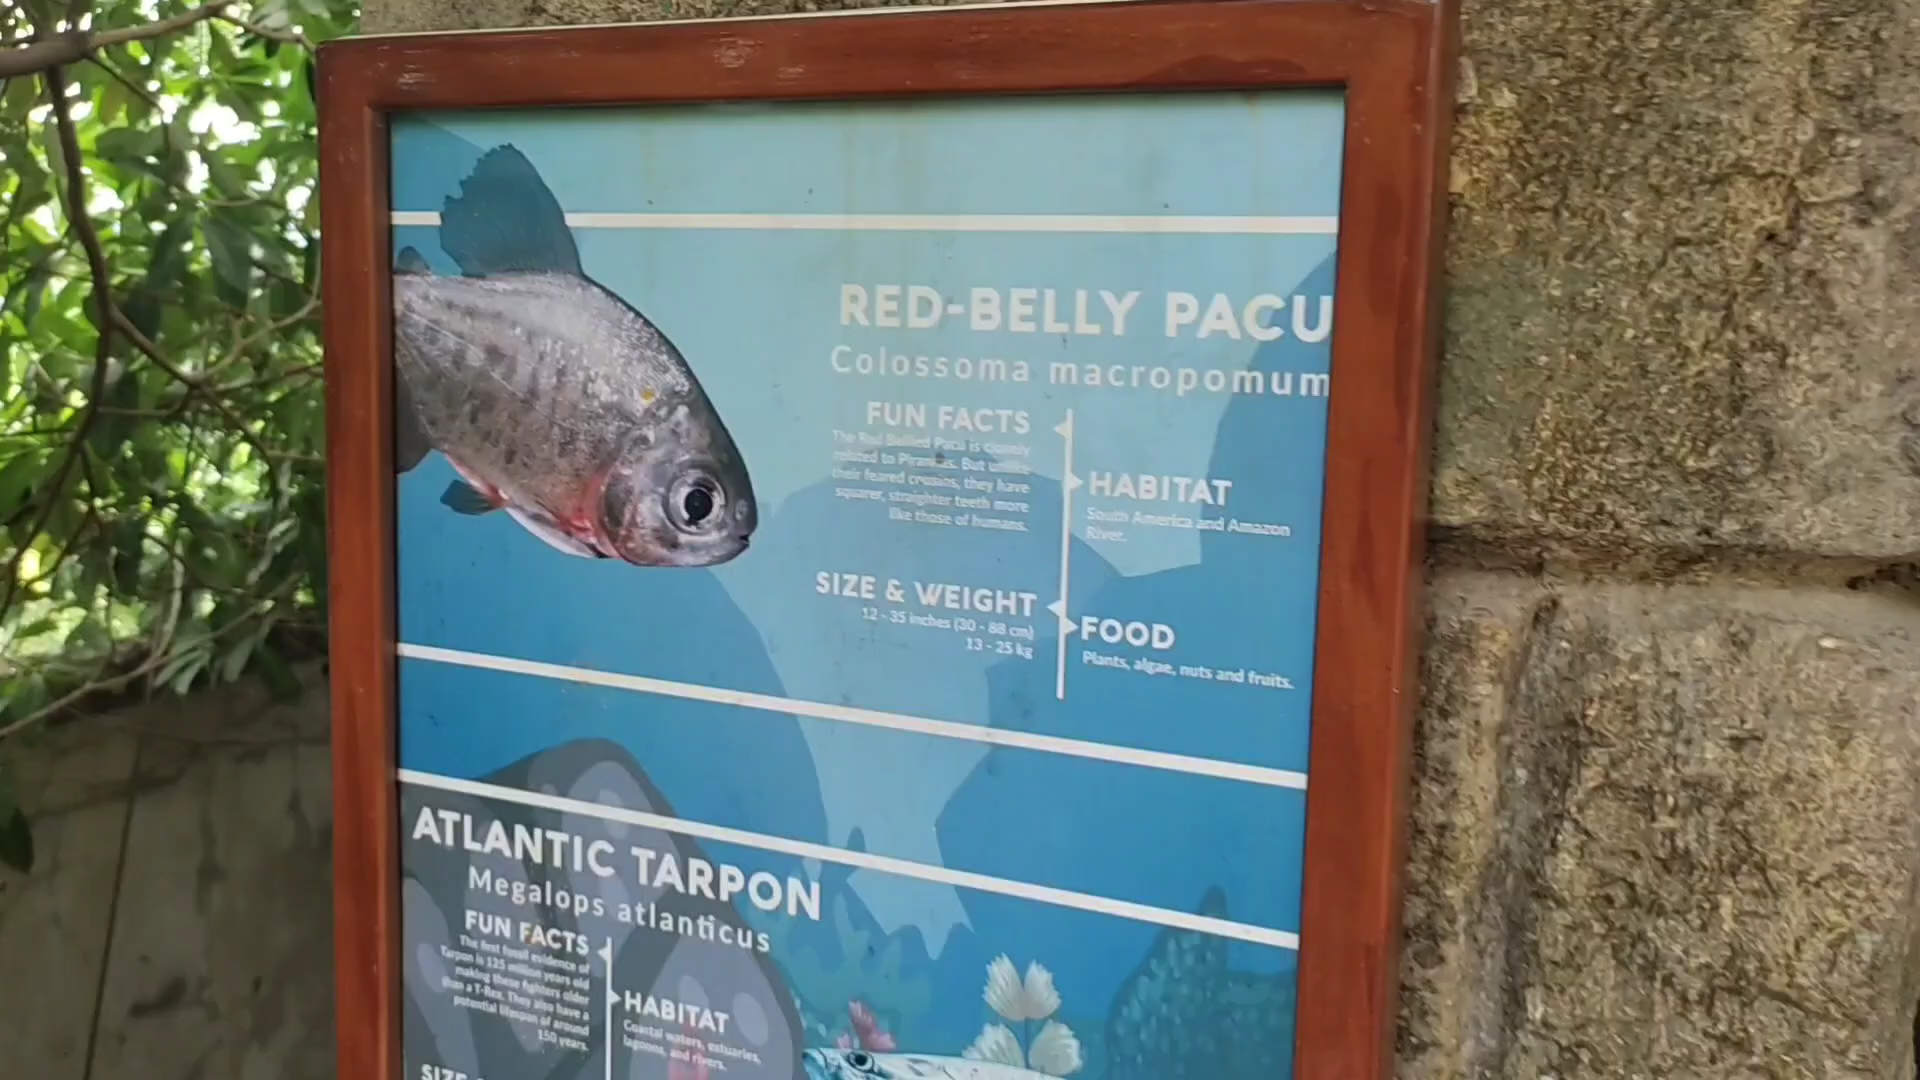 RED-BELLY PACU
Colossoma macropomum
FUN FACTS
The Red Bellied Pacu is closely
related to Piranhas. But unlike
their feared crusins, they have
squarer, straighter teeth more
like those of humans.
HABITAT
South America and Amazon
River.
SIZE & WEIGHT
12 - 35 inches (30 - 88 cm)
13 - 25 kg
FOOD
Plants, algae, nuts and fruits.
ATLANTIC TARPON
Megalops atlanticus
FUN FACTS
The first fossil evidence of
Tarpon is 125 million years old
making these fighters older
than a T-Rex. They also have a
potential lifespan of around
150 years.
HABITAT
Coastal waters, estuaries,
lagoons, and rivers.
SIZE